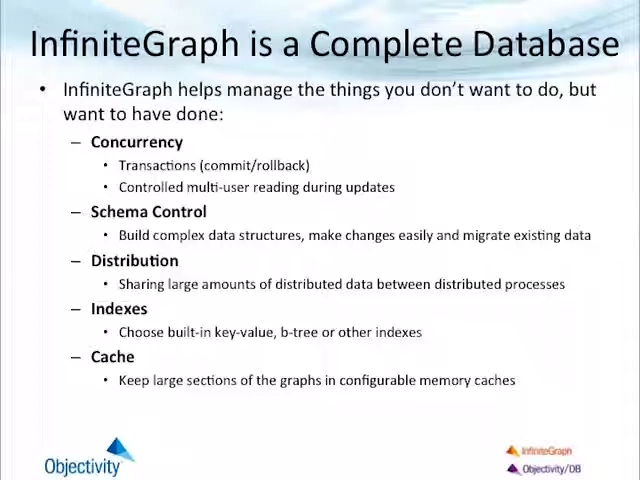 InfiniteGraph is a Complete Database
• InfiniteGraph helps manage the things you don't want to do, but
want to have done:
– Concurrency
• Transactions (commit/rollback)
• Controlled multi-user reading during updates
– Schema Control
• Build complex data structures, make changes easily and migrate existing data
– Distribution
• Sharing large amounts of distributed data between distributed processes
– Indexes
• Choose built-in key-value, b-tree or other indexes
– Cache
• Keep large sections of the graphs in configurable memory caches
Objectivity
InfiniteGraph
Objectivity/DB